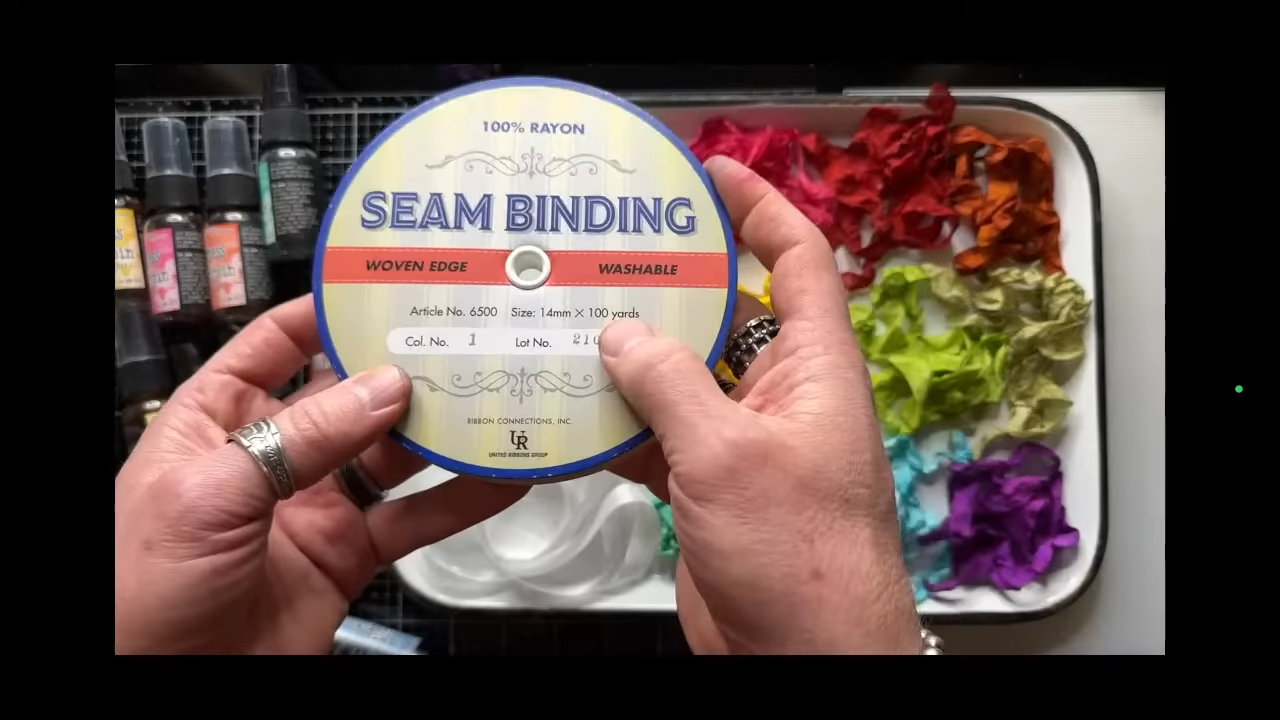 100% RAYON
SEAM BINDING
WOVEN EDGE WASHABLE
Article No. 6500 Size: 14mm × 100 yards
Col. No. 1 Lot No.
RIBBON CONNECTIONS, INC.
UR
UNITED RIBBONS GROUP